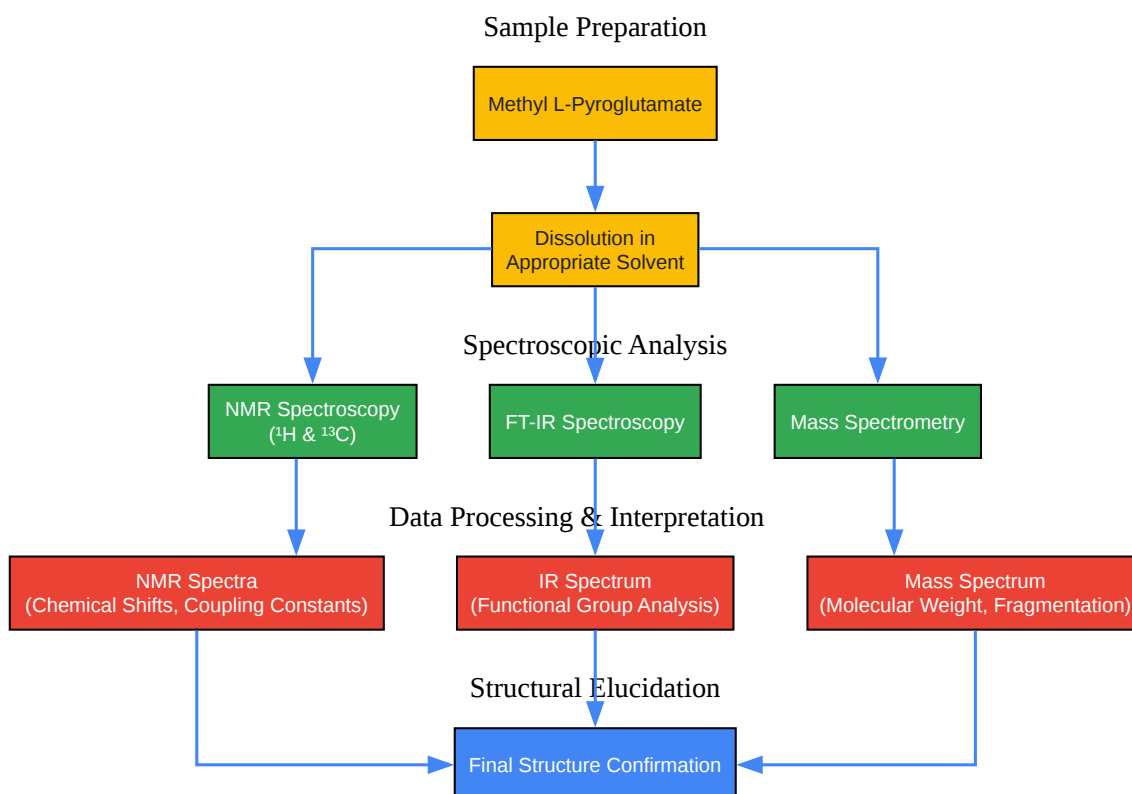 Sample Preparation
Methyl L-Pyroglutamate
Dissolution in
Appropriate Solvent
Spectroscopic Analysis
NMR Spectroscopy
(¹H & ¹³C)
FT-IR Spectroscopy
Mass Spectrometry
Data Processing & Interpretation
NMR Spectra
(Chemical Shifts, Coupling Constants)
IR Spectrum
(Functional Group Analysis)
Mass Spectrum
(Molecular Weight, Fragmentation)
Structural Elucidation
Final Structure Confirmation